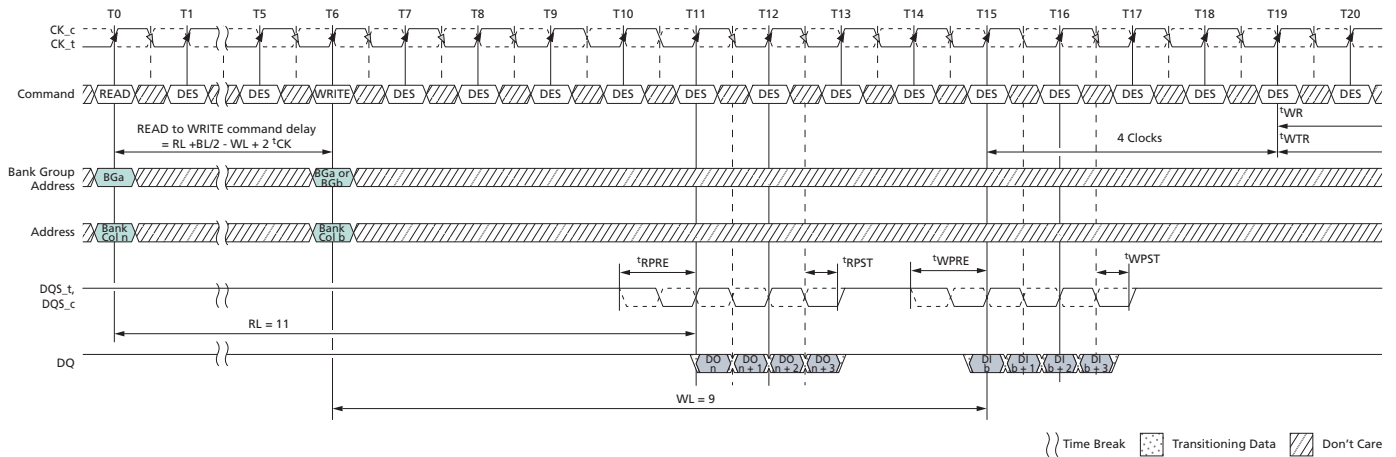 T0 T1 T5 T6 T7 T8 T9 T10 T11 T12 T13 T14 T15 T16 T17 T18 T19 T20
CK_c
CK_t
Command READ DES DES WRITE DES DES DES DES DES DES DES DES DES DES DES DES DES DES
tWR
READ to WRITE command delay
= RL +BL/2 - WL + 2 tCK
4 Clocks
tWTR
Bank Group
Address
BGa
BGa or
BGb
Address
Bank
Col n
Bank
Col b
tRPRE tRPST tWPRE tWPST
DQS_t,
DQS_c
RL = 11
DQ
DO
n
DO
n + 1
DO
n + 2
DO
n + 3
DI
b
DI
b + 1
DI
b + 2
DI
b + 3
WL = 9
Time Break Transitioning Data Don't Care